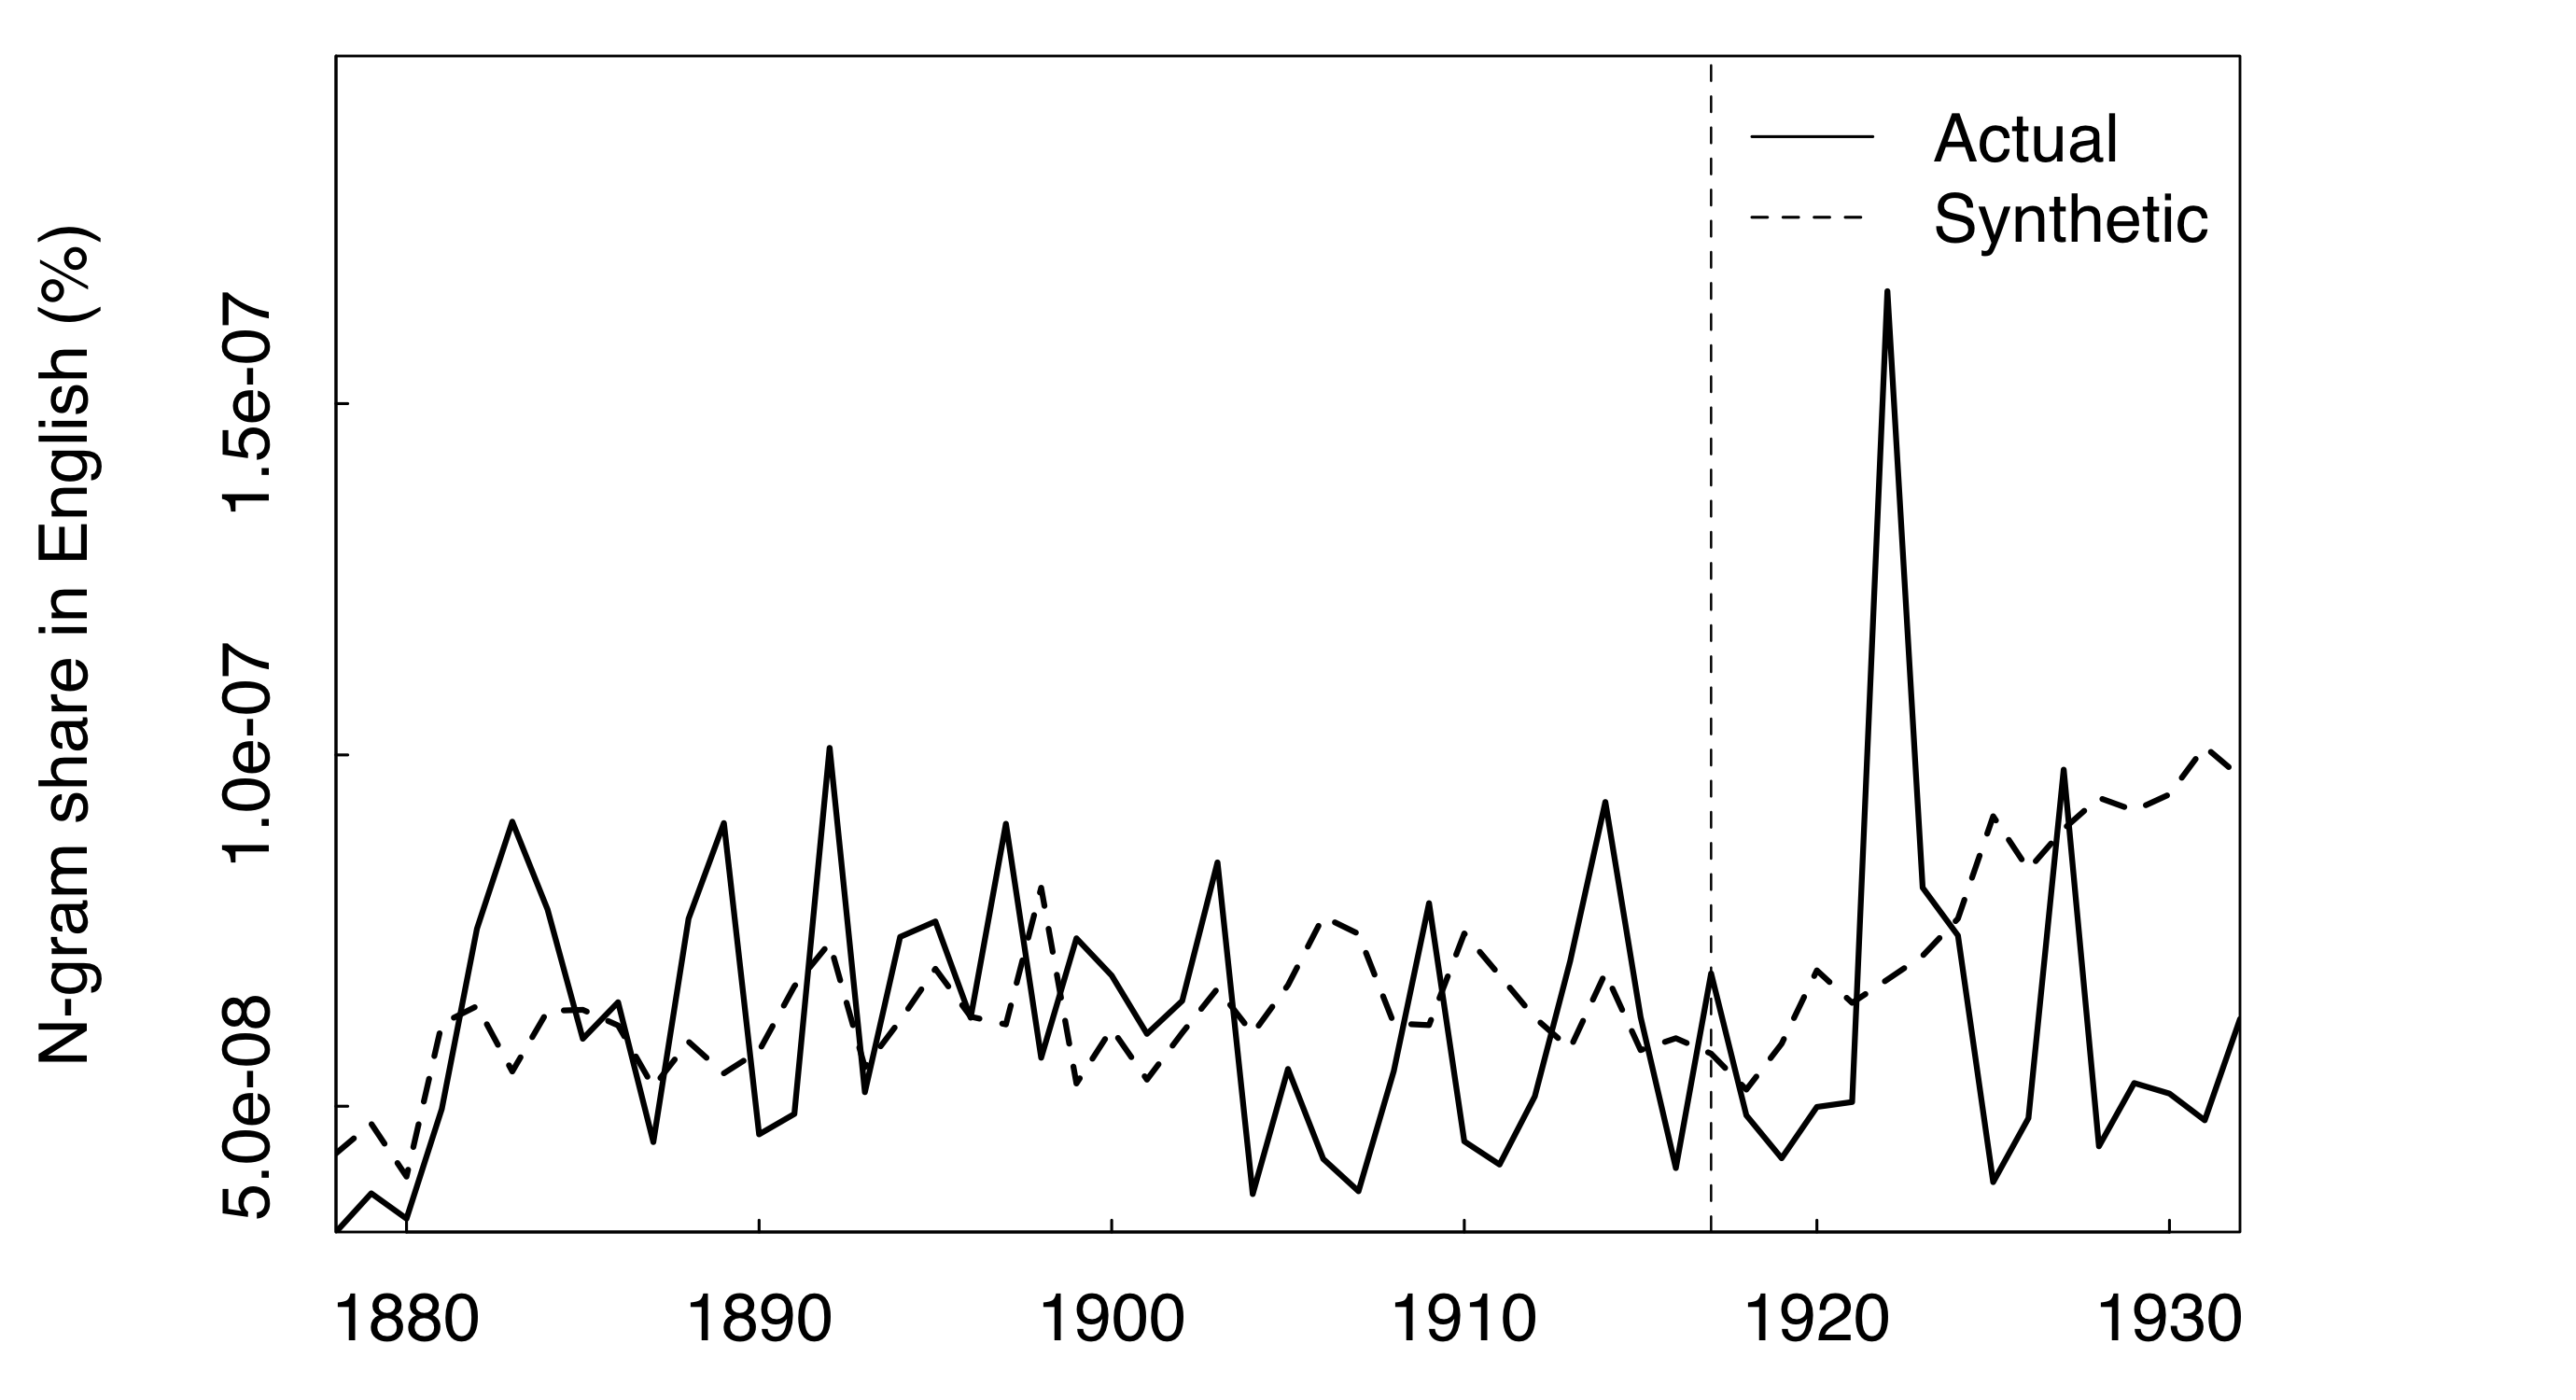 N-gram share in English (%)
1.5e-07
1.0e-07
5.0e-08
Actual
Synthetic
1880 1890 1900 1910 1920 1930